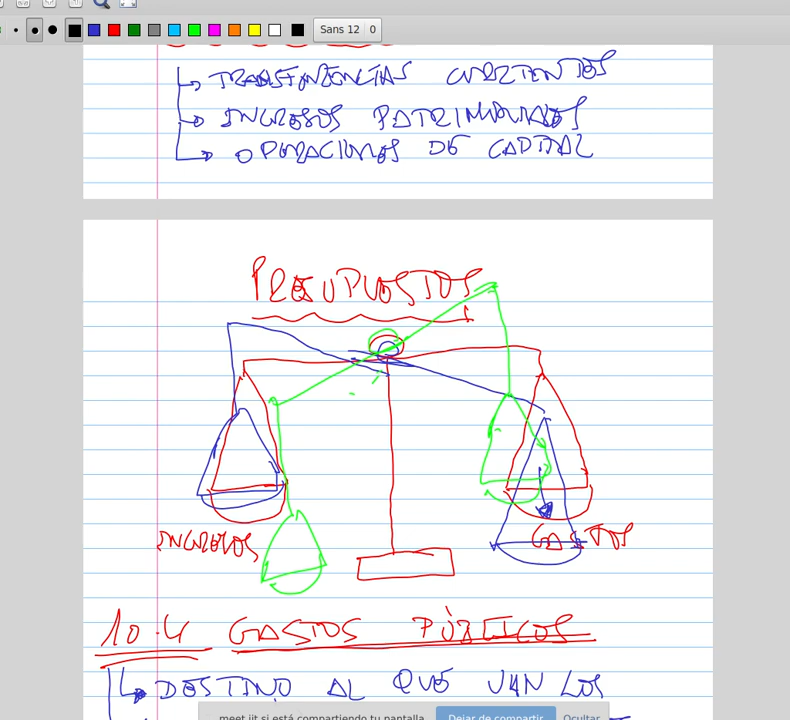 Sans 12 0
TRANSFERENCIAS CORRIENTES
INGRESOS PATRIMONIALES
OPERACIONES DE CAPITAL
PRESUPUESTOS
INGRESOS
GASTOS
10.4 GASTOS PÚBLICOS
DESTINO AL QUE VAN LOS
meet.jit.si está compartiendo tu pantalla.
Dejar de compartir
Ocultar